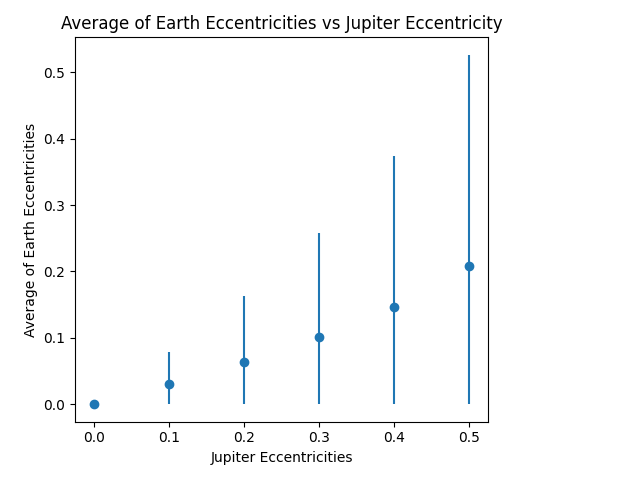 Average of Earth Eccentricities vs Jupiter Eccentricity
0.5
0.4
0.3
0.2
0.1
0.0
Average of Earth Eccentricities
0.0 0.1 0.2 0.3 0.4 0.5
Jupiter Eccentricities